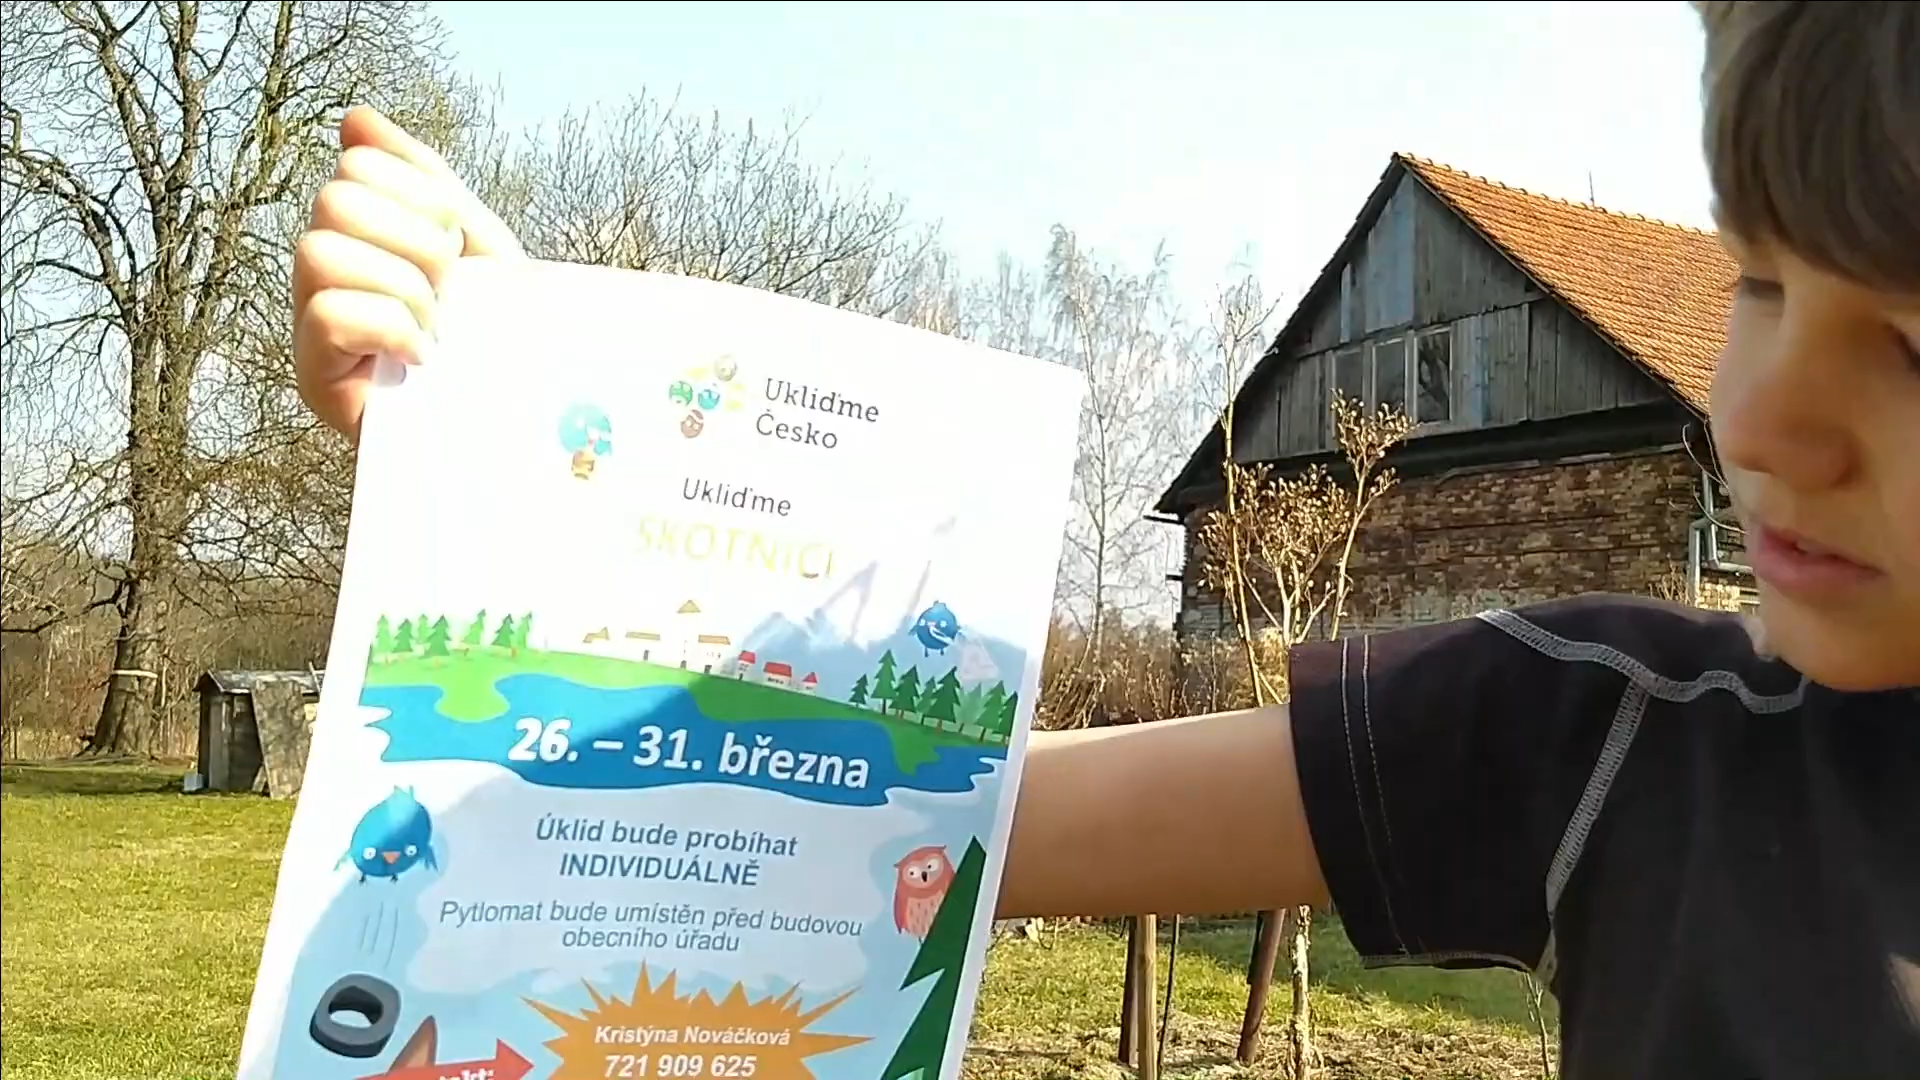 Ukliďme
Česko
Ukliďme
SKOTNICI
26. – 31. března
Úklid bude probíhat
INDIVIDUÁLNĚ
Pytlomat bude umístěn před budovou
obecního úřadu
Kristýna Nováčková
721 909 625